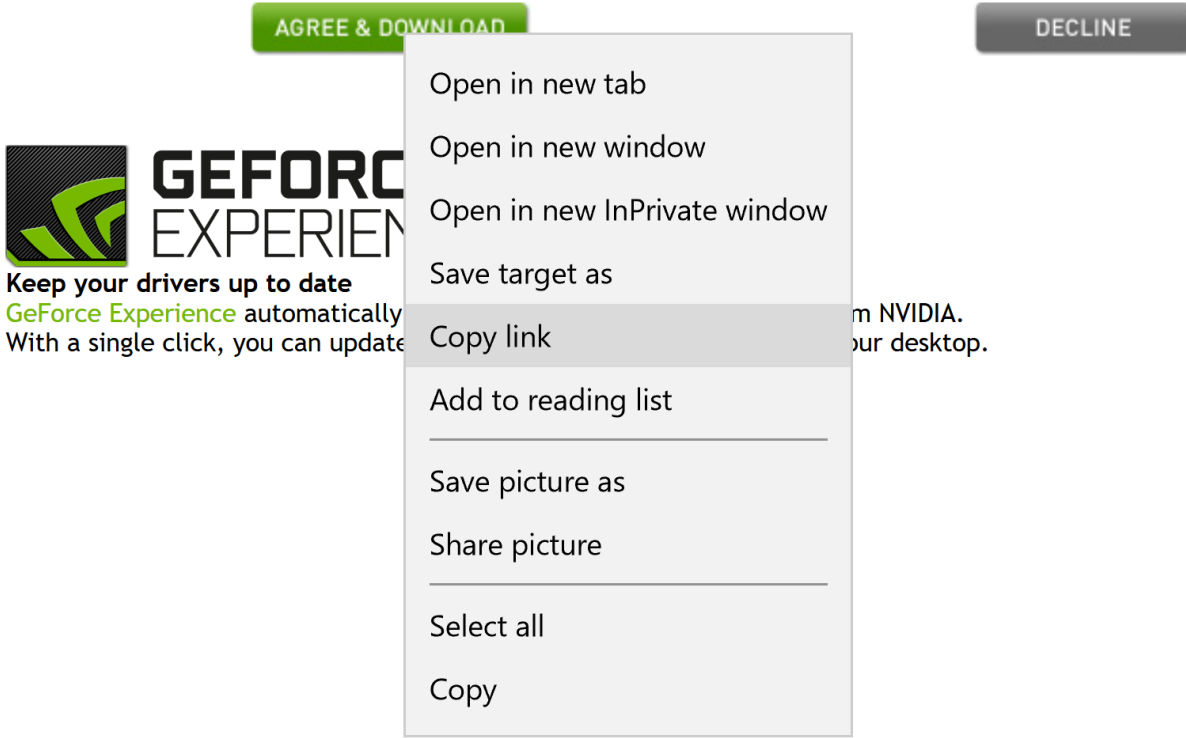 AGREE & DOWNLOAD
DECLINE
Open in new tab
Open in new window
Open in new InPrivate window
Save target as
Copy link
Add to reading list
Save picture as
Share picture
Select all
Copy
GEFORC
EXPERIEN
Keep your drivers up to date
GeForce Experience automatically m NVIDIA.
With a single click, you can update our desktop.